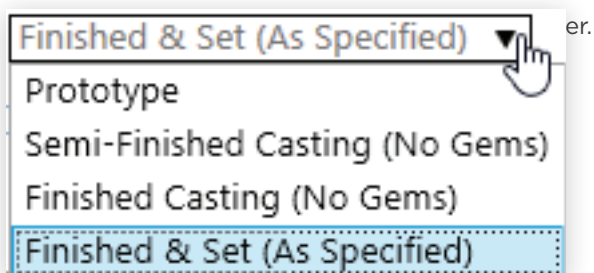 Finished & Set (As Specified) er.
Prototype
Semi-Finished Casting (No Gems)
Finished Casting (No Gems)
Finished & Set (As Specified)